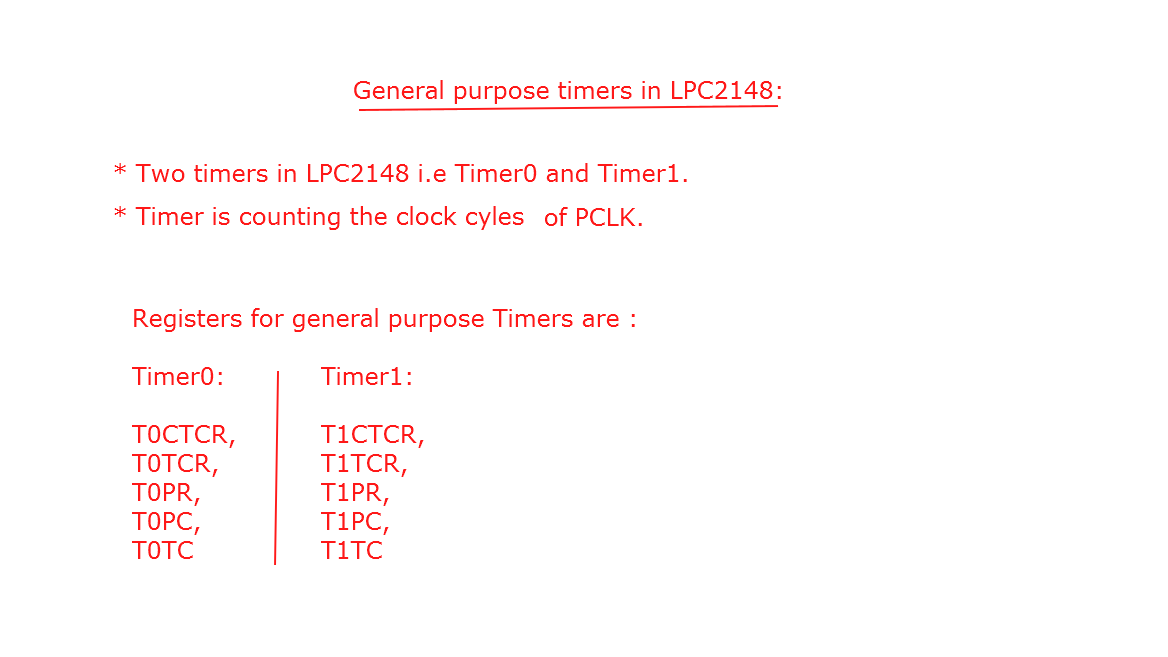 General purpose timers in LPC2148:
* Two timers in LPC2148 i.e Timer0 and Timer1.
* Timer is counting the clock cyles of PCLK.
Registers for general purpose Timers are :
Timer0: Timer1:
T0CTCR, T1CTCR,
T0TCR, T1TCR,
T0PR, T1PR,
T0PC, T1PC,
T0TC T1TC